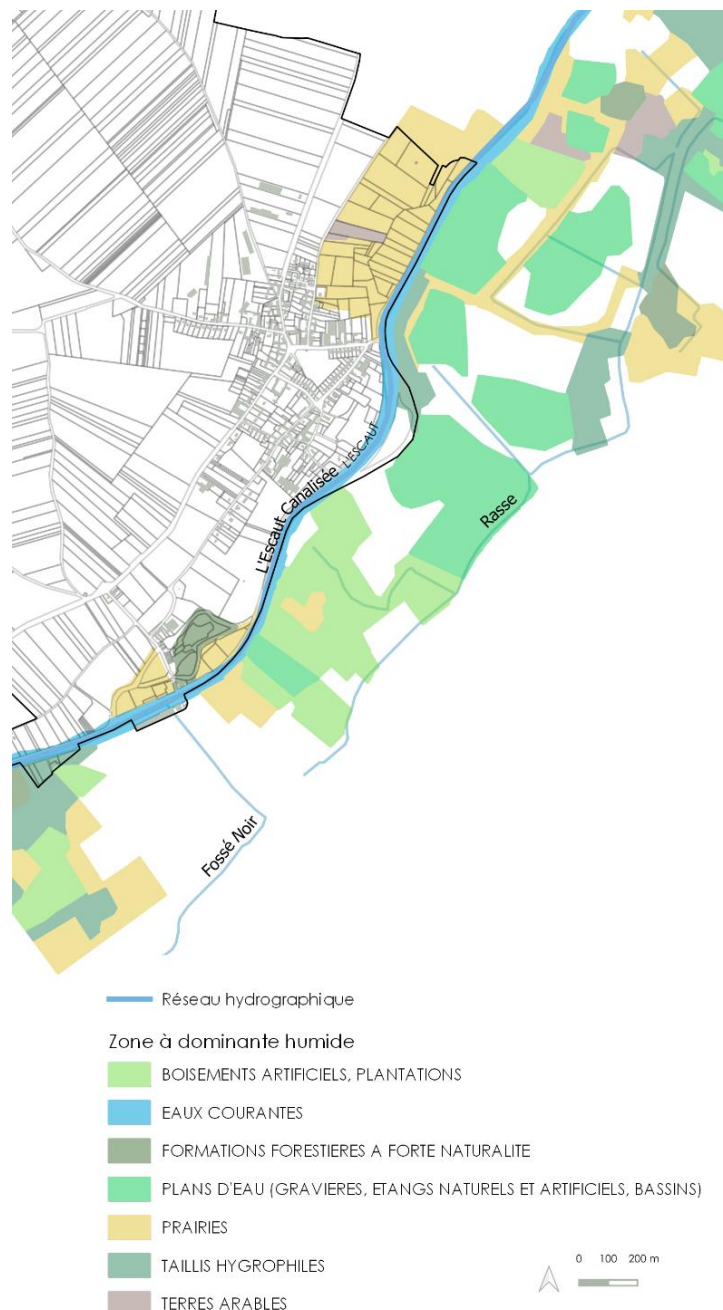 L'ESCAUT
L'Escaut Canalisée
Rasse
Fossé Noir
Réseau hydrographique
Zone à dominante humide
BOISEMENTS ARTIFICIELS, PLANTATIONS
EAUX COURANTES
FORMATIONS FORESTIERES A FORTE NATURALITE
PLANS D'EAU (GRAVIERES, ETANGS NATURELS ET ARTIFICIELS, BASSINS)
PRAIRIES
TAILLIS HYGROPHILES
TERRES ARABLES
0 100 200 m